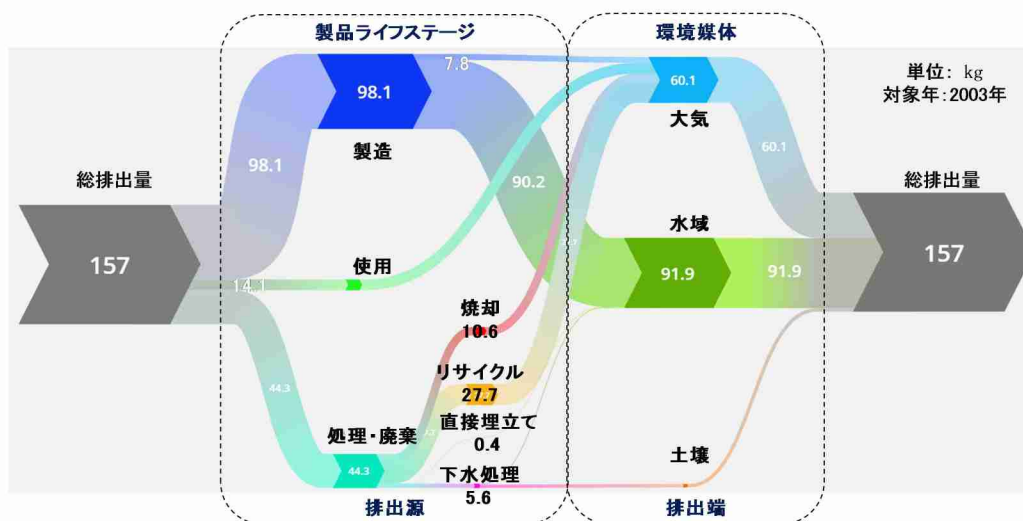 製品ライフステージ
環境媒体
単位: kg
対象年:2003年
7.8
98.1
60.1
製造
大気
総排出量
98.1
90.2
60.1
総排出量
157
使用
水域
157
14.1
91.9
91.9
焼却
10.6
44.3
リサイクル
27.7
直接埋立て
0.4
処理・廃棄
44.3
下水処理
5.6
土壌
排出源
排出端